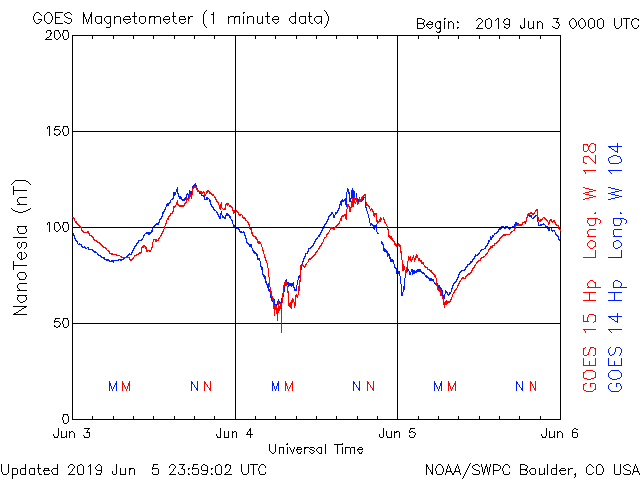 GOES Magnetometer (1 minute data)
Begin: 2019 Jun 3 0000 UTC
200
150
100
50
0
NanoTesla (nT)
M M N N M M N N M M N N
Jun 3 Jun 4 Jun 5 Jun 6
Universal Time
GOES 15 Hp Long. W 128
GOES 14 Hp Long. W 104
Updated 2019 Jun 5 23:59:02 UTC
NOAA/SWPC Boulder, CO USA